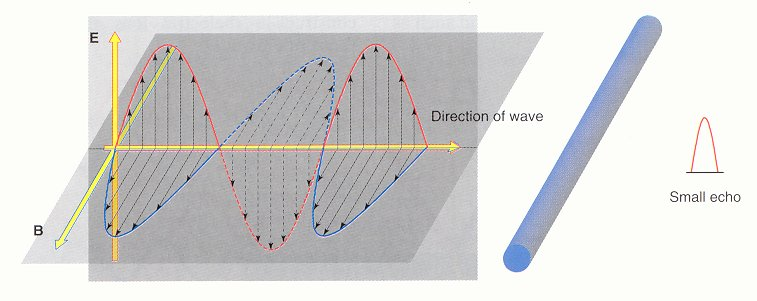 E
Direction of wave
B
Small echo